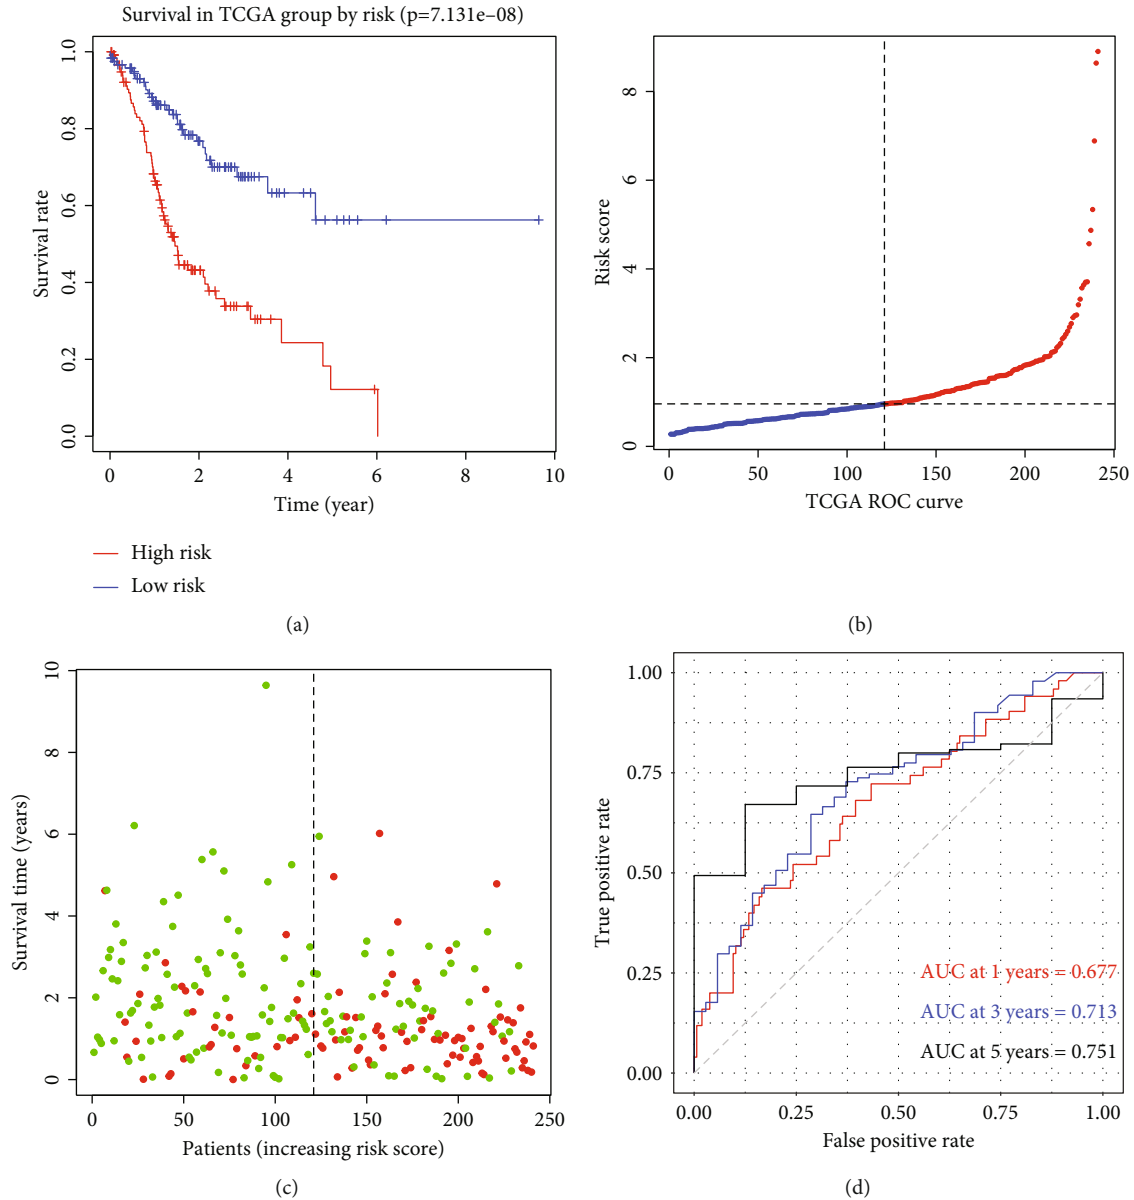 Survival in TCGA group by risk (p=7.131e–08)
Survival rate
1.0
0.8
0.6
0.4
0.2
0.0
0 2 4 6 8 10
Time (year)
High risk
Low risk
(a)
Risk score
8
6
4
2
0
0 50 100 150 200 250
TCGA ROC curve
(b)
Survival time (years)
10
8
6
4
2
0
0 50 100 150 200 250
Patients (increasing risk score)
(c)
True positive rate
1.00
0.75
0.50
0.25
0.00
AUC at 1 years = 0.677
AUC at 3 years = 0.713
AUC at 5 years = 0.751
0.00 0.25 0.50 0.75 1.00
False positive rate
(d)